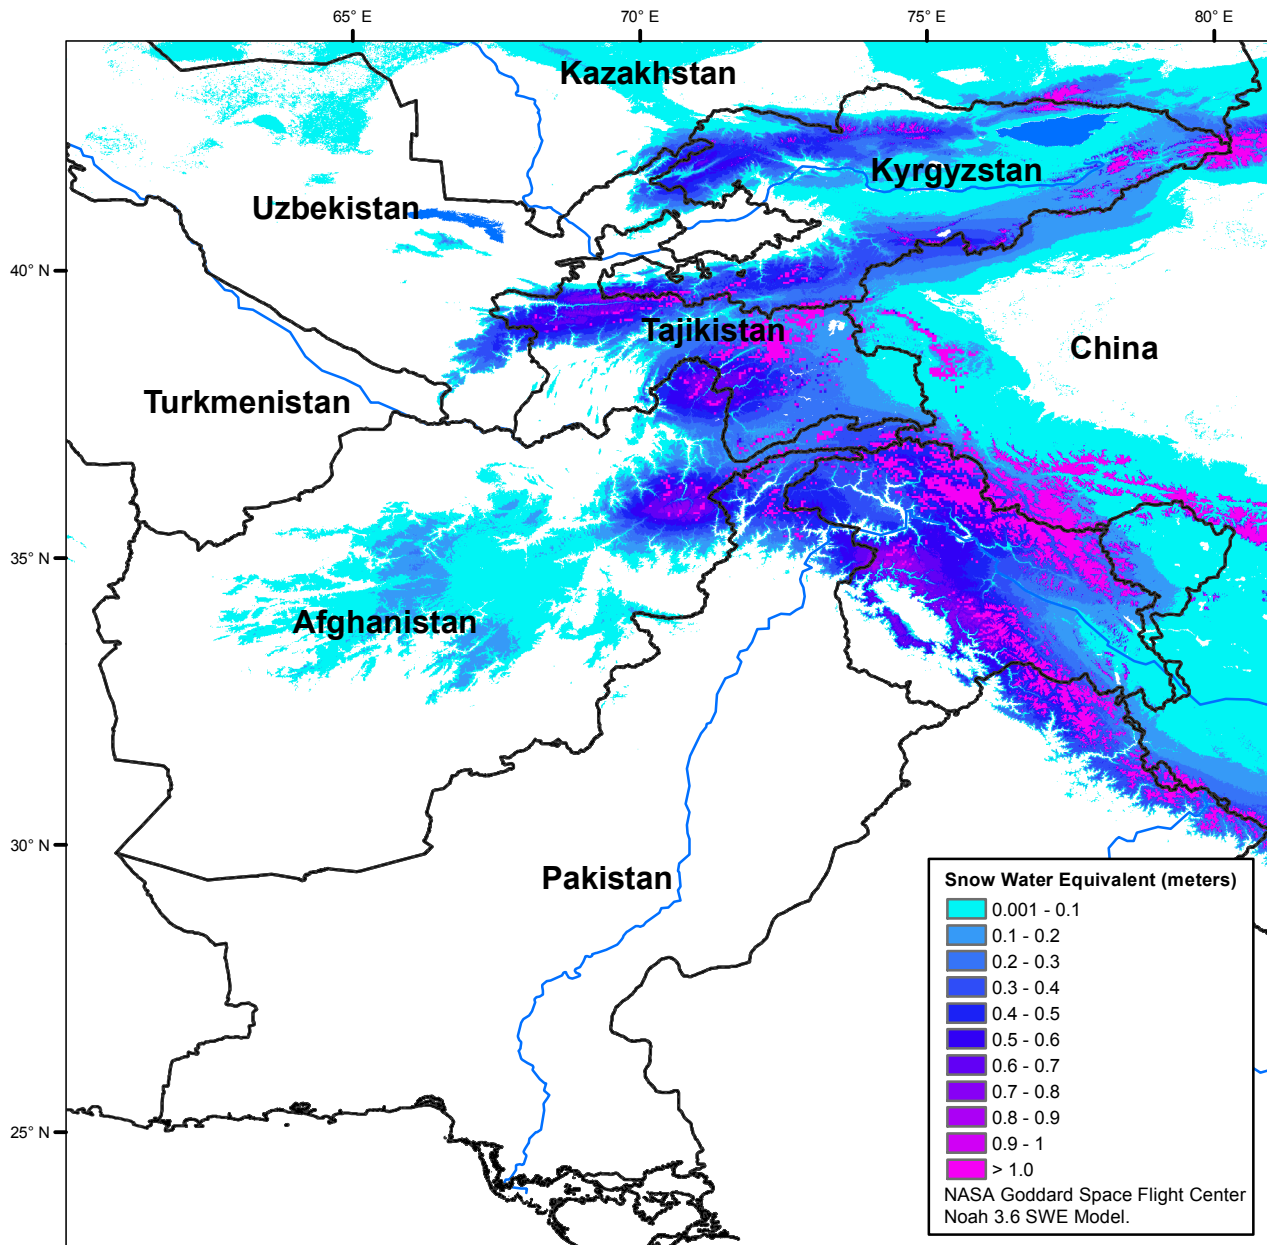 65° E 70° E 75° E 80° E
Kazakhstan
Kyrgyzstan
Uzbekistan
40° N
Tajikistan
China
Turkmenistan
35° N
Afghanistan
30° N
Pakistan
25° N
Snow Water Equivalent (meters)
0.001 - 0.1
0.1 - 0.2
0.2 - 0.3
0.3 - 0.4
0.4 - 0.5
0.5 - 0.6
0.6 - 0.7
0.7 - 0.8
0.8 - 0.9
0.9 - 1
> 1.0
NASA Goddard Space Flight Center
Noah 3.6 SWE Model.